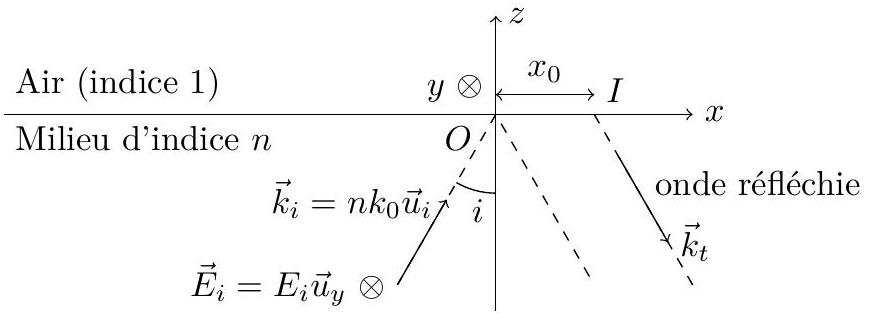 z
Air (indice 1)
y ⊗
x₀
I
x
Milieu d'indice n
O
onde réfléchie
k⃗ᵢ = nk₀u⃗ᵢ
i
k⃗ₜ
E⃗ᵢ = Eᵢu⃗ᵧ ⊗